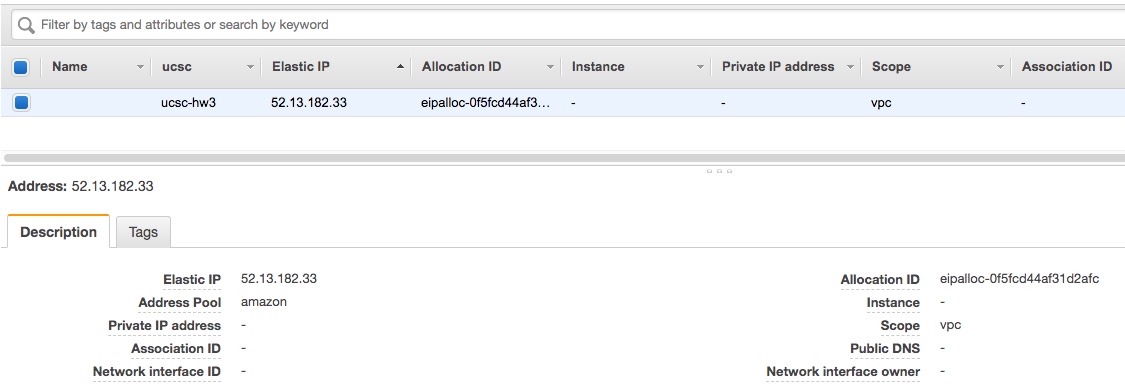 Filter by tags and attributes or search by keyword
Name ucsc Elastic IP Allocation ID Instance Private IP address Scope Association ID
ucsc-hw3 52.13.182.33 eipalloc-0f5fcd44af3... - - vpc -
Address: 52.13.182.33
Description Tags
Elastic IP 52.13.182.33 Allocation ID eipalloc-0f5fcd44af31d2afc
Address Pool amazon Instance -
Private IP address - Scope vpc
Association ID - Public DNS -
Network interface ID - Network interface owner -